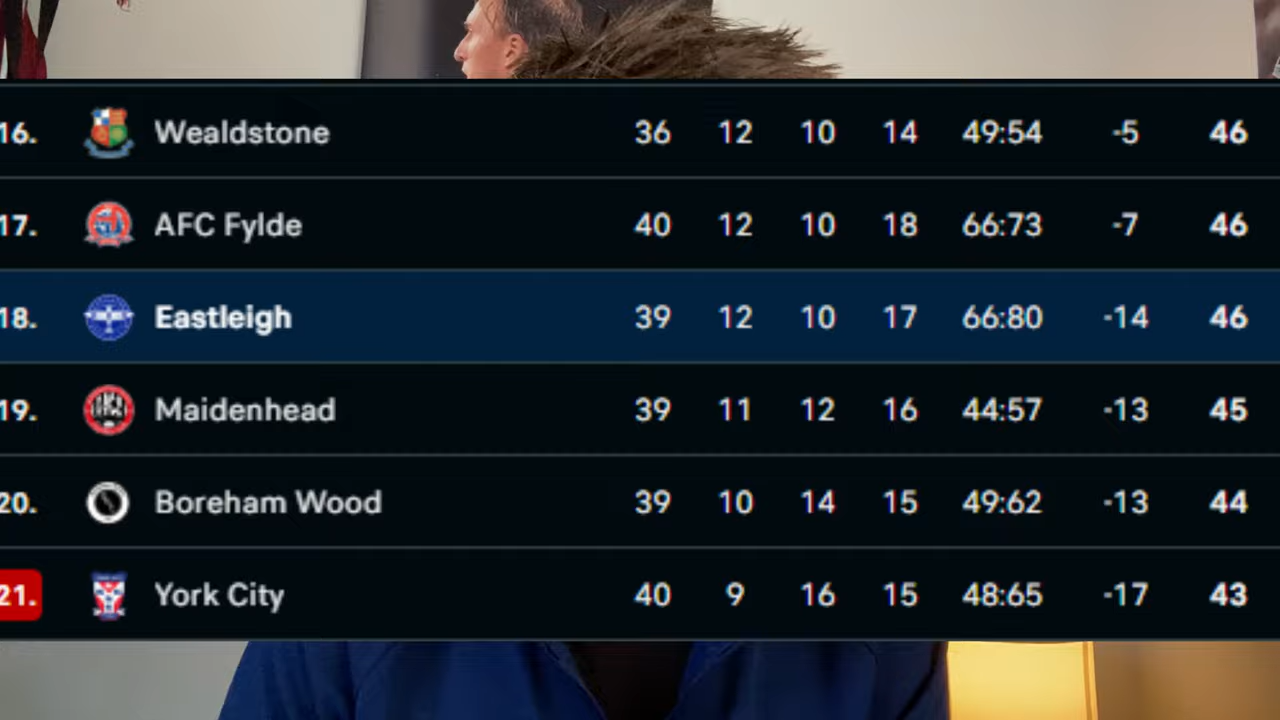 16. Wealdstone 36 12 10 14 49:54 -5 46
17. AFC Fylde 40 12 10 18 66:73 -7 46
18. Eastleigh 39 12 10 17 66:80 -14 46
19. Maidenhead 39 11 12 16 44:57 -13 45
20. Boreham Wood 39 10 14 15 49:62 -13 44
21. York City 40 9 16 15 48:65 -17 43